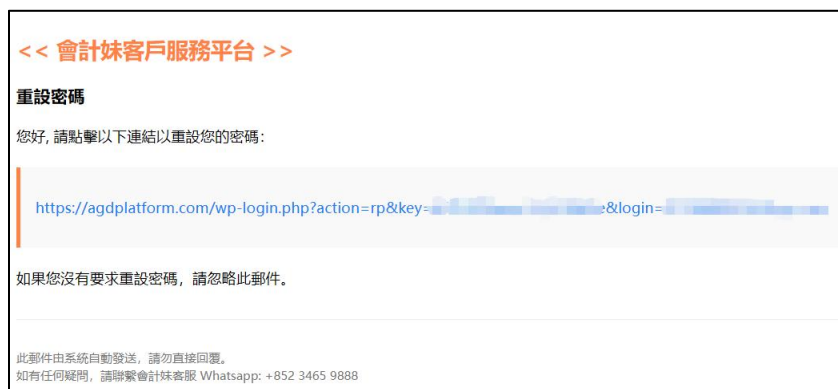 << 會計妹客戶服務平台 >>
重設密碼
您好, 請點擊以下連結以重設您的密碼:
https://agdplatform.com/wp-login.php?action=rp&key= e&login=
如果您沒有要求重設密碼，請忽略此郵件。
此郵件由系統自動發送，請勿直接回覆。
如有任何疑問，請聯繫會計妹客服 Whatsapp: +852 3465 9888